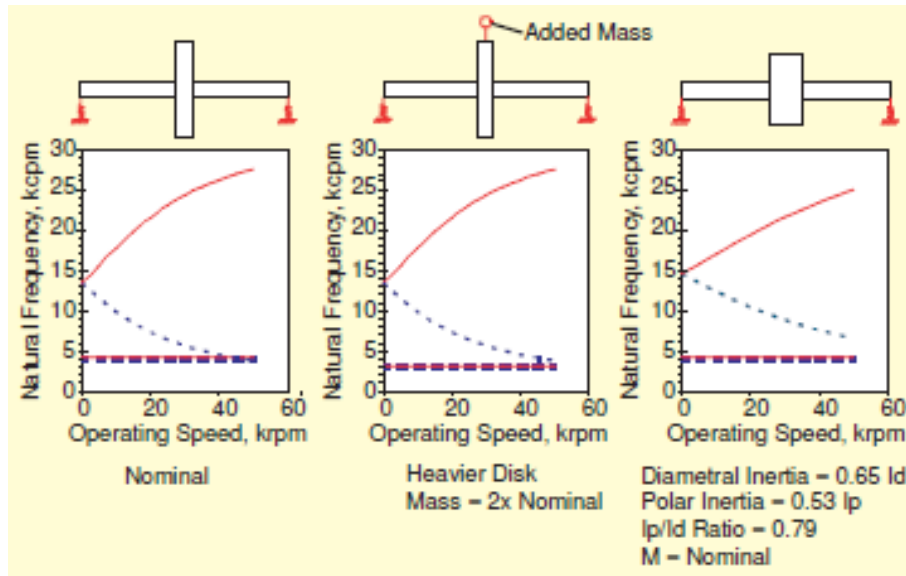 Added Mass
30
25
20
15
10
5
0
Natural Frequency, kcpm
0 20 40 60
Operating Speed, krpm
Nominal
30
25
20
15
10
5
0
Natural Frequency, kcpm
0 20 40 60
Operating Speed, krpm
Heavier Disk
Mass = 2x Nominal
30
25
20
15
10
5
0
Natural Frequency, kcpm
0 20 40 60
Operating Speed, krpm
Diametral Inertia = 0.65 Id
Polar Inertia = 0.53 Ip
Ip/Id Ratio = 0.79
M = Nominal